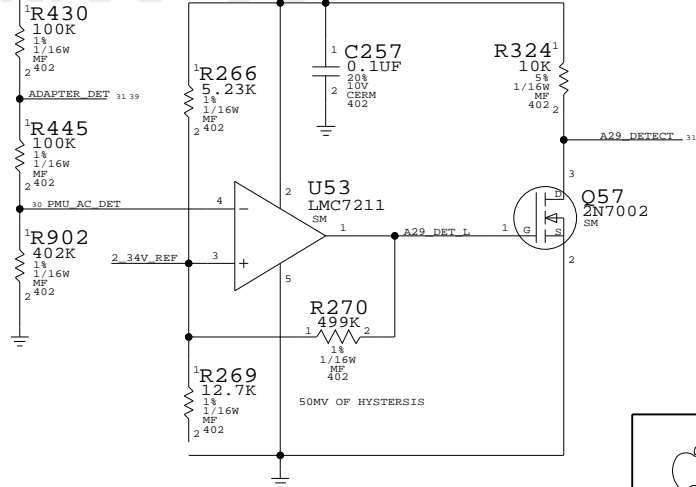 1
R430
100K
1%
1/16W
MF
402
2
ADAPTER_DET 31 39
1
R445
100K
1%
1/16W
MF
402
2
30 PMU_AC_DET
1
R902
402K
1%
1/16W
MF
402
2
1
R266
5.23K
1%
1/16W
MF
402
2
2_34V_REF
1
R269
12.7K
1%
1/16W
MF
402
2
1
C257
0.1UF
20%
10V
CERM
402
2
U53
LMC7211
SM
4
3
2
5
1
A29_DET_L
R270
499K
1
2
1%
1/16W
MF
402
50MV OF HYSTERSIS
R324
1
10K
5%
1/16W
MF
402
2
A29_DETECT 31
3
Q57
2N7002
SM
D
G
S
1
2